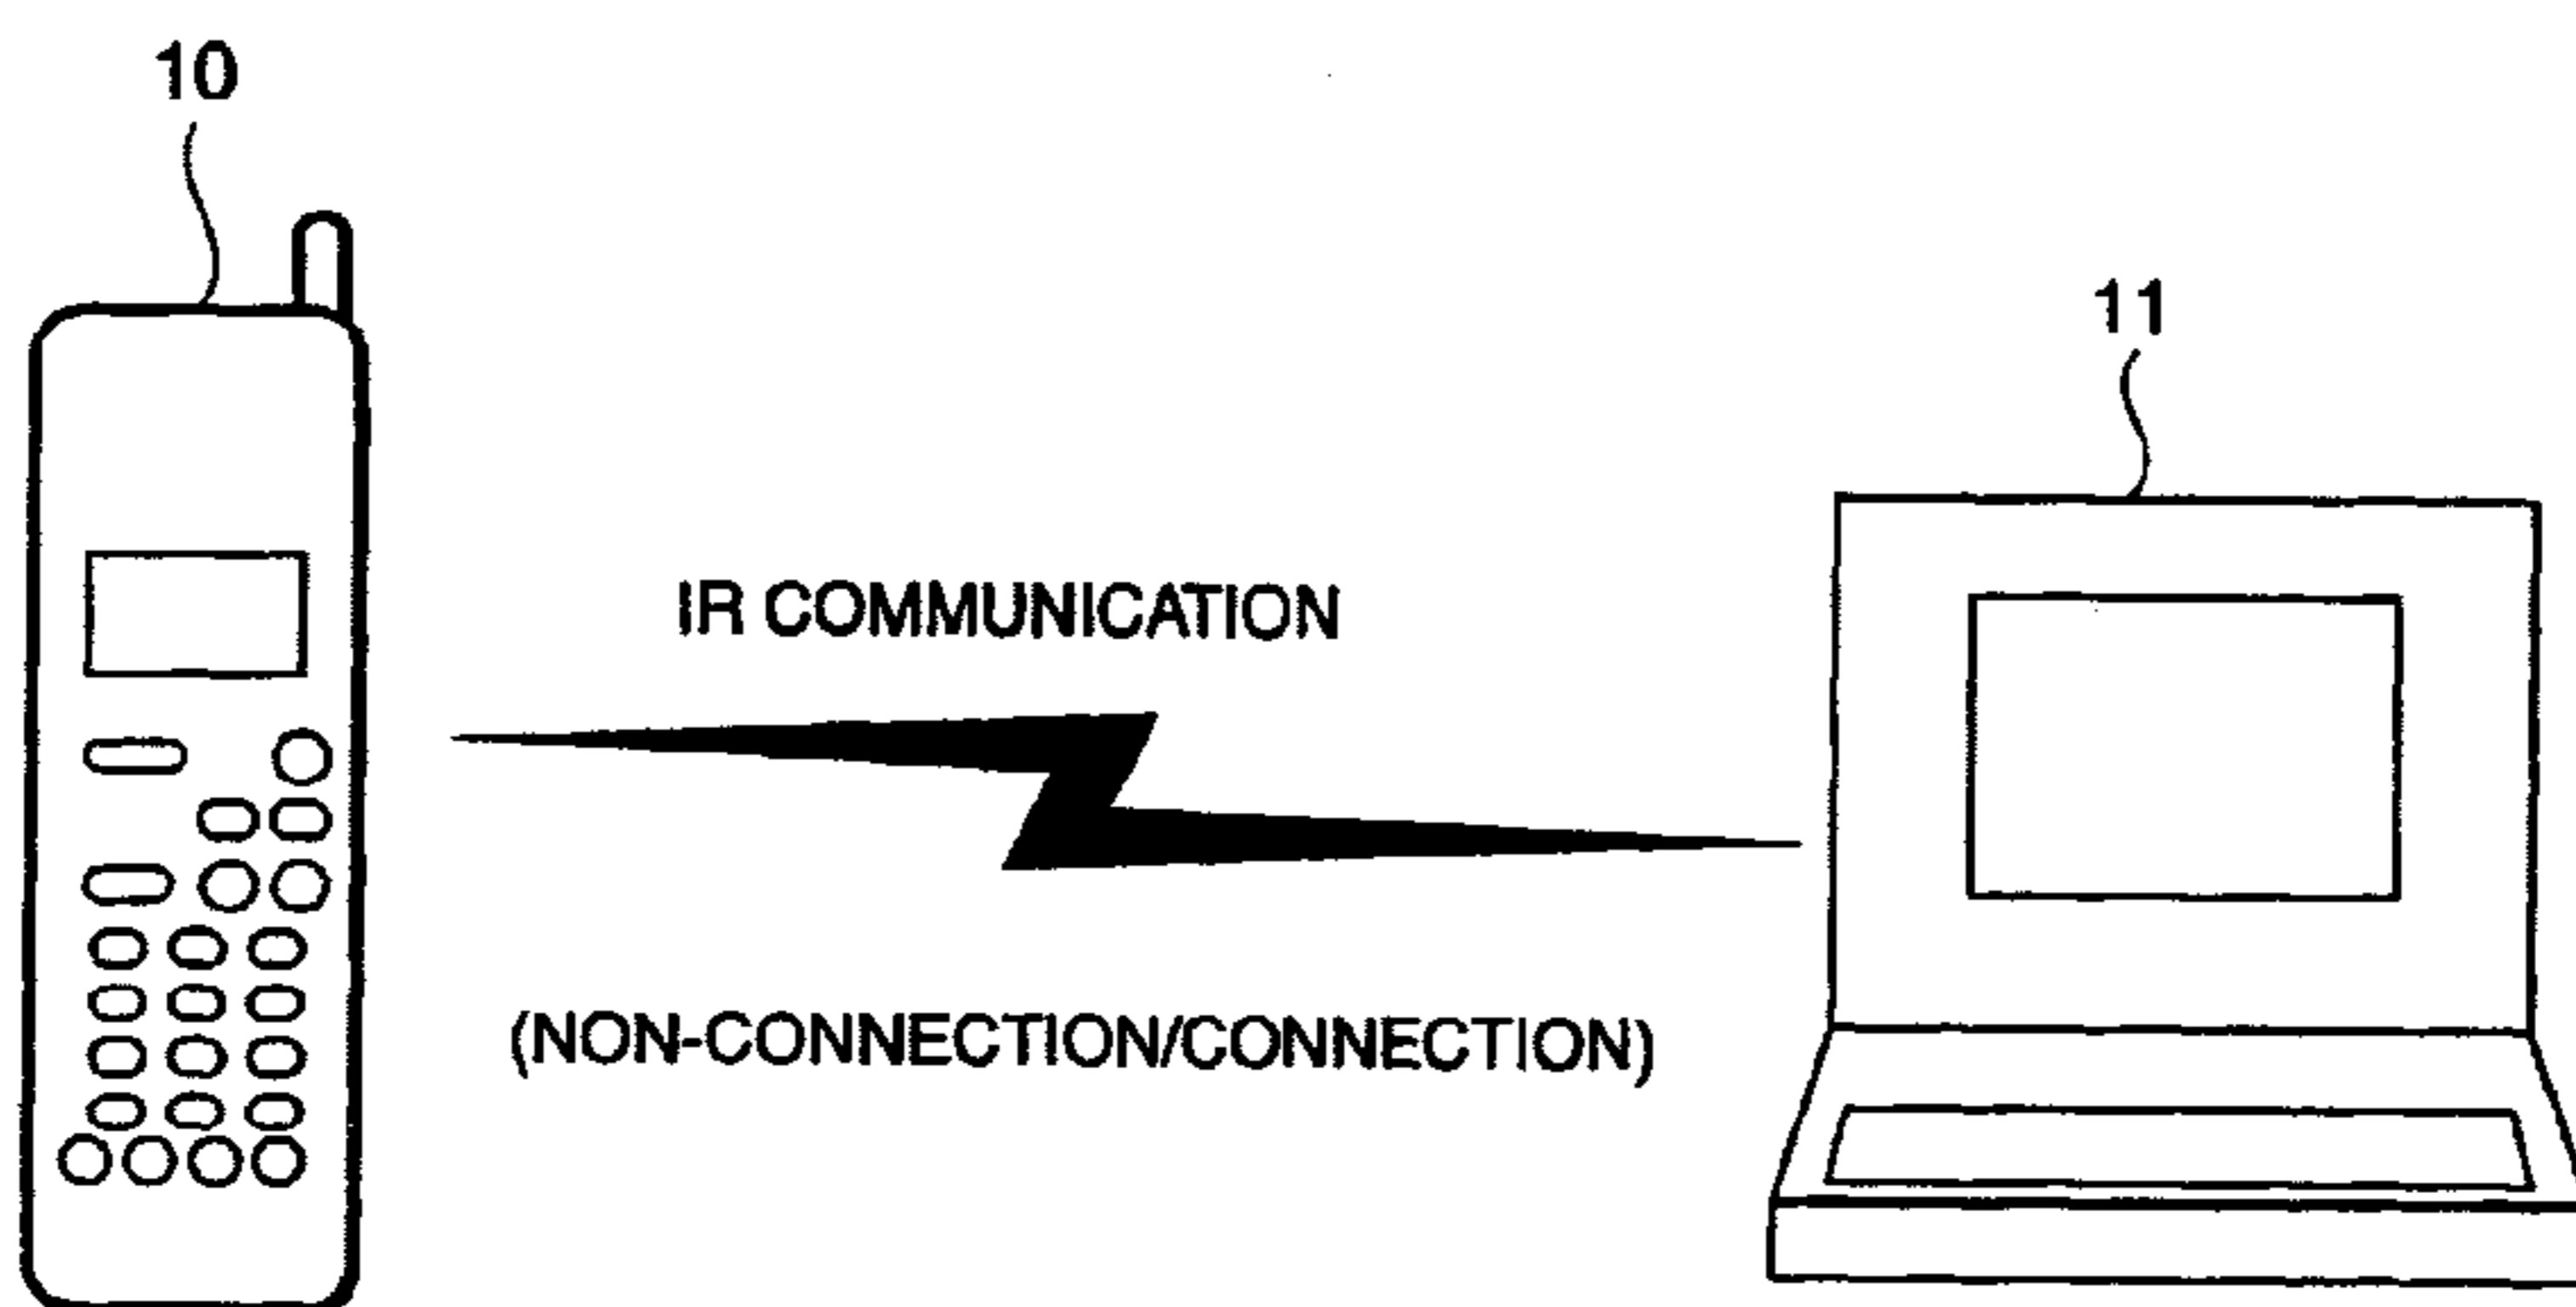 10
11
IR COMMUNICATION
(NON-CONNECTION/CONNECTION)